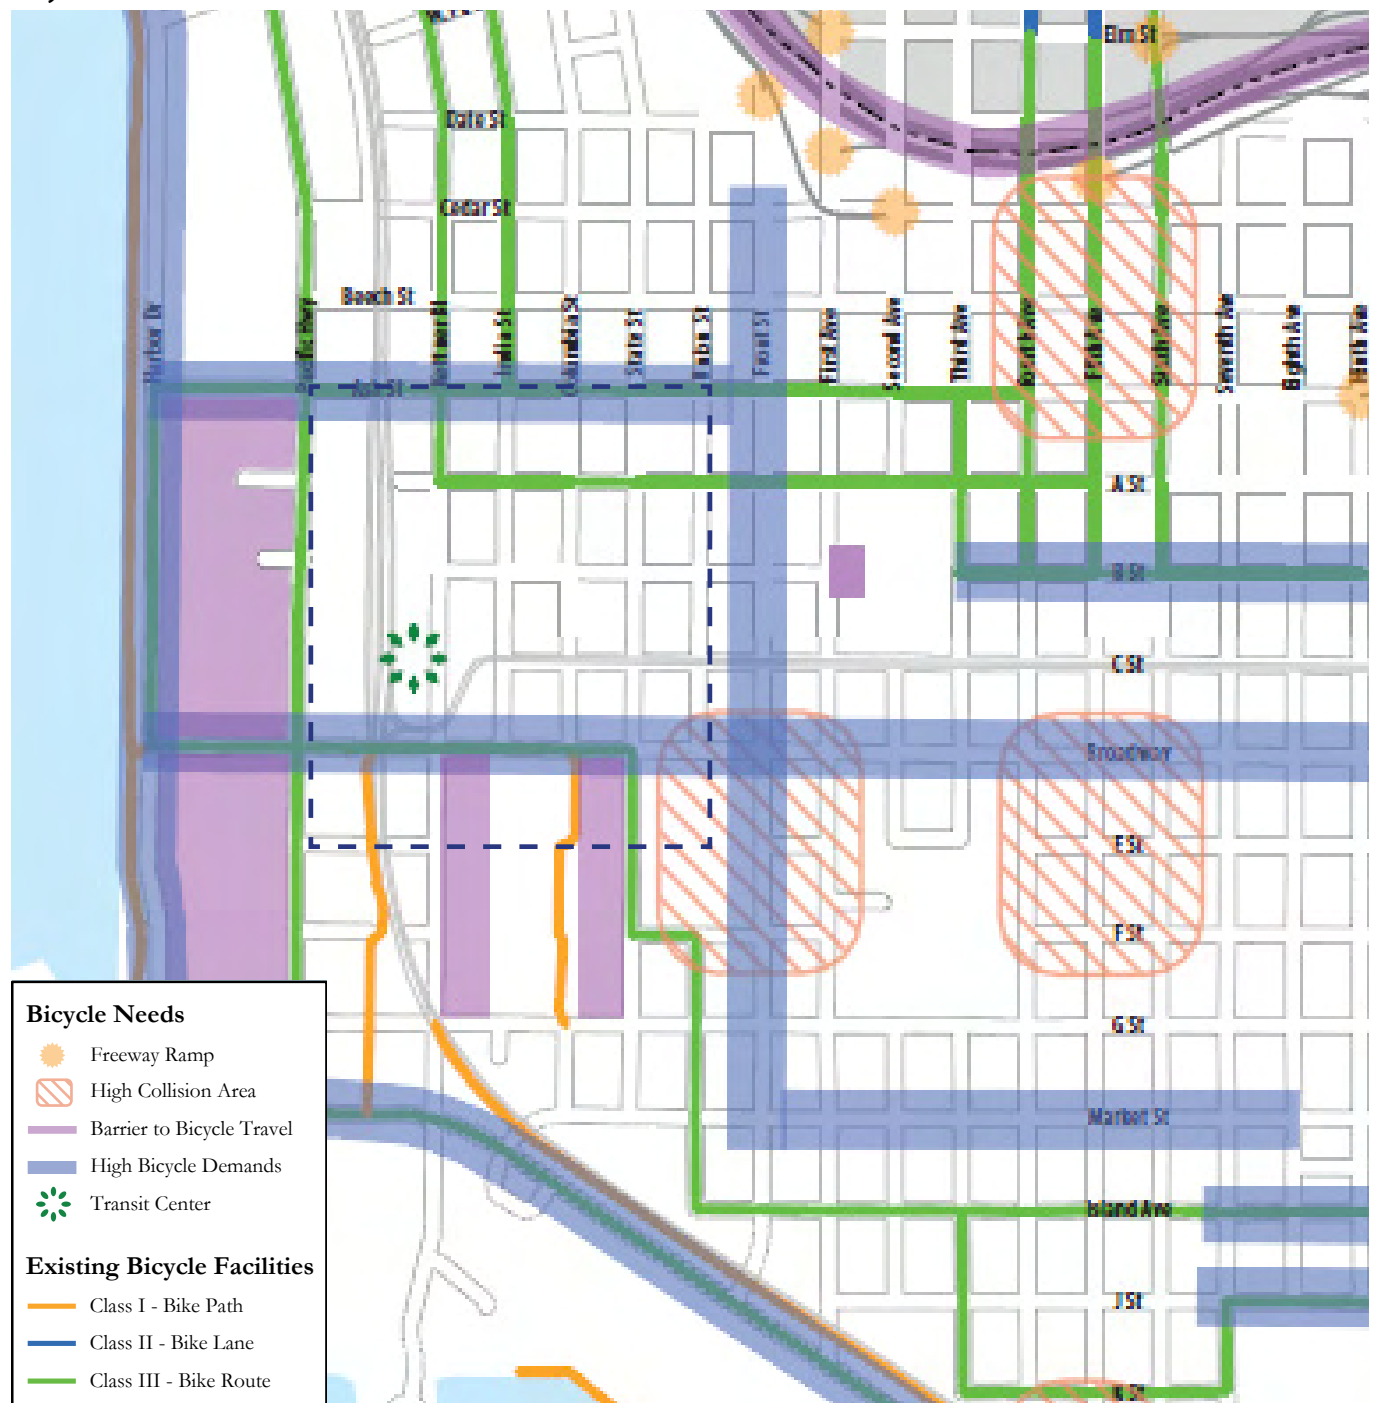 Elm St
Date St
Cedar St
Beech St
Harbor Dr
Pacific Hwy
Kettner Bl
India St
Columbia St
State St
Union St
Front St
First Ave
Second Ave
Third Ave
Fourth Ave
Fifth Ave
Sixth Ave
Seventh Ave
Eighth Ave
Ninth Ave
Ash St
A St
B St
C St
Broadway
E St
F St
G St
Market St
Island Ave
J St
K St
Bicycle Needs
Freeway Ramp
High Collision Area
Barrier to Bicycle Travel
High Bicycle Demands
Transit Center
Existing Bicycle Facilities
Class I - Bike Path
Class II - Bike Lane
Class III - Bike Route